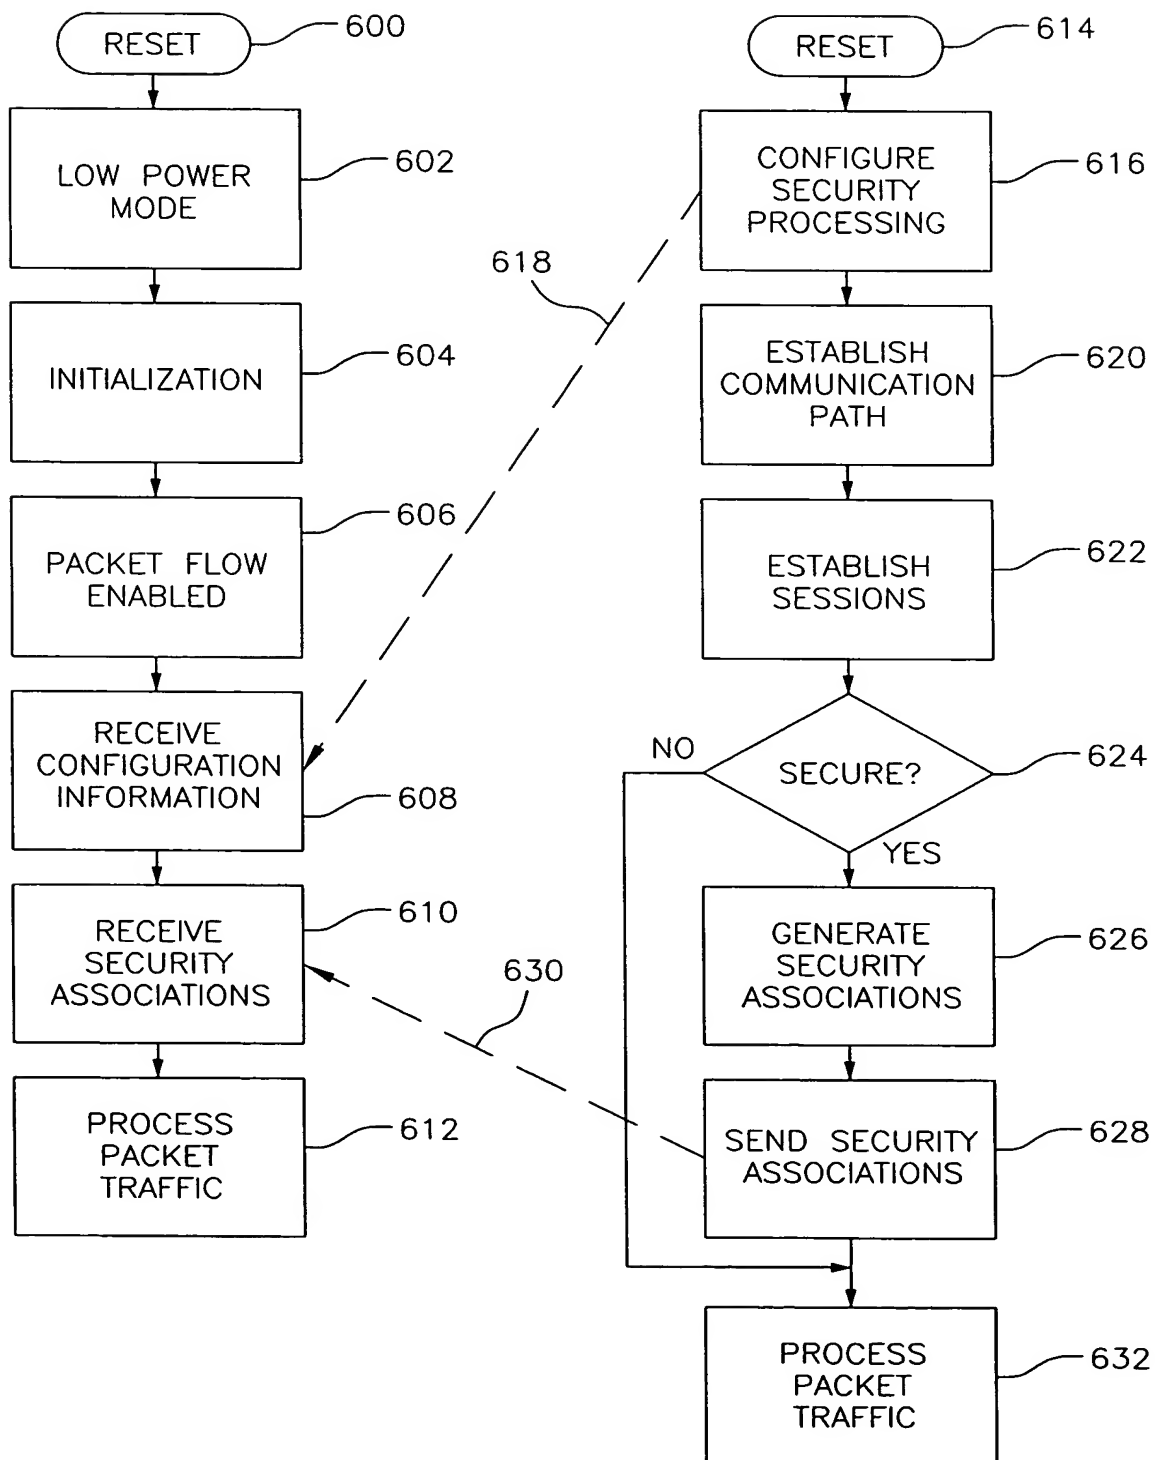 RESET
600
LOW POWER
MODE
602
INITIALIZATION
604
PACKET FLOW
ENABLED
606
RECEIVE
CONFIGURATION
INFORMATION
608
RECEIVE
SECURITY
ASSOCIATIONS
610
PROCESS
PACKET
TRAFFIC
612
RESET
614
CONFIGURE
SECURITY
PROCESSING
616
618
ESTABLISH
COMMUNICATION
PATH
620
ESTABLISH
SESSIONS
622
SECURE?
624
NO
YES
GENERATE
SECURITY
ASSOCIATIONS
626
SEND SECURITY
ASSOCIATIONS
628
630
PROCESS
PACKET
TRAFFIC
632